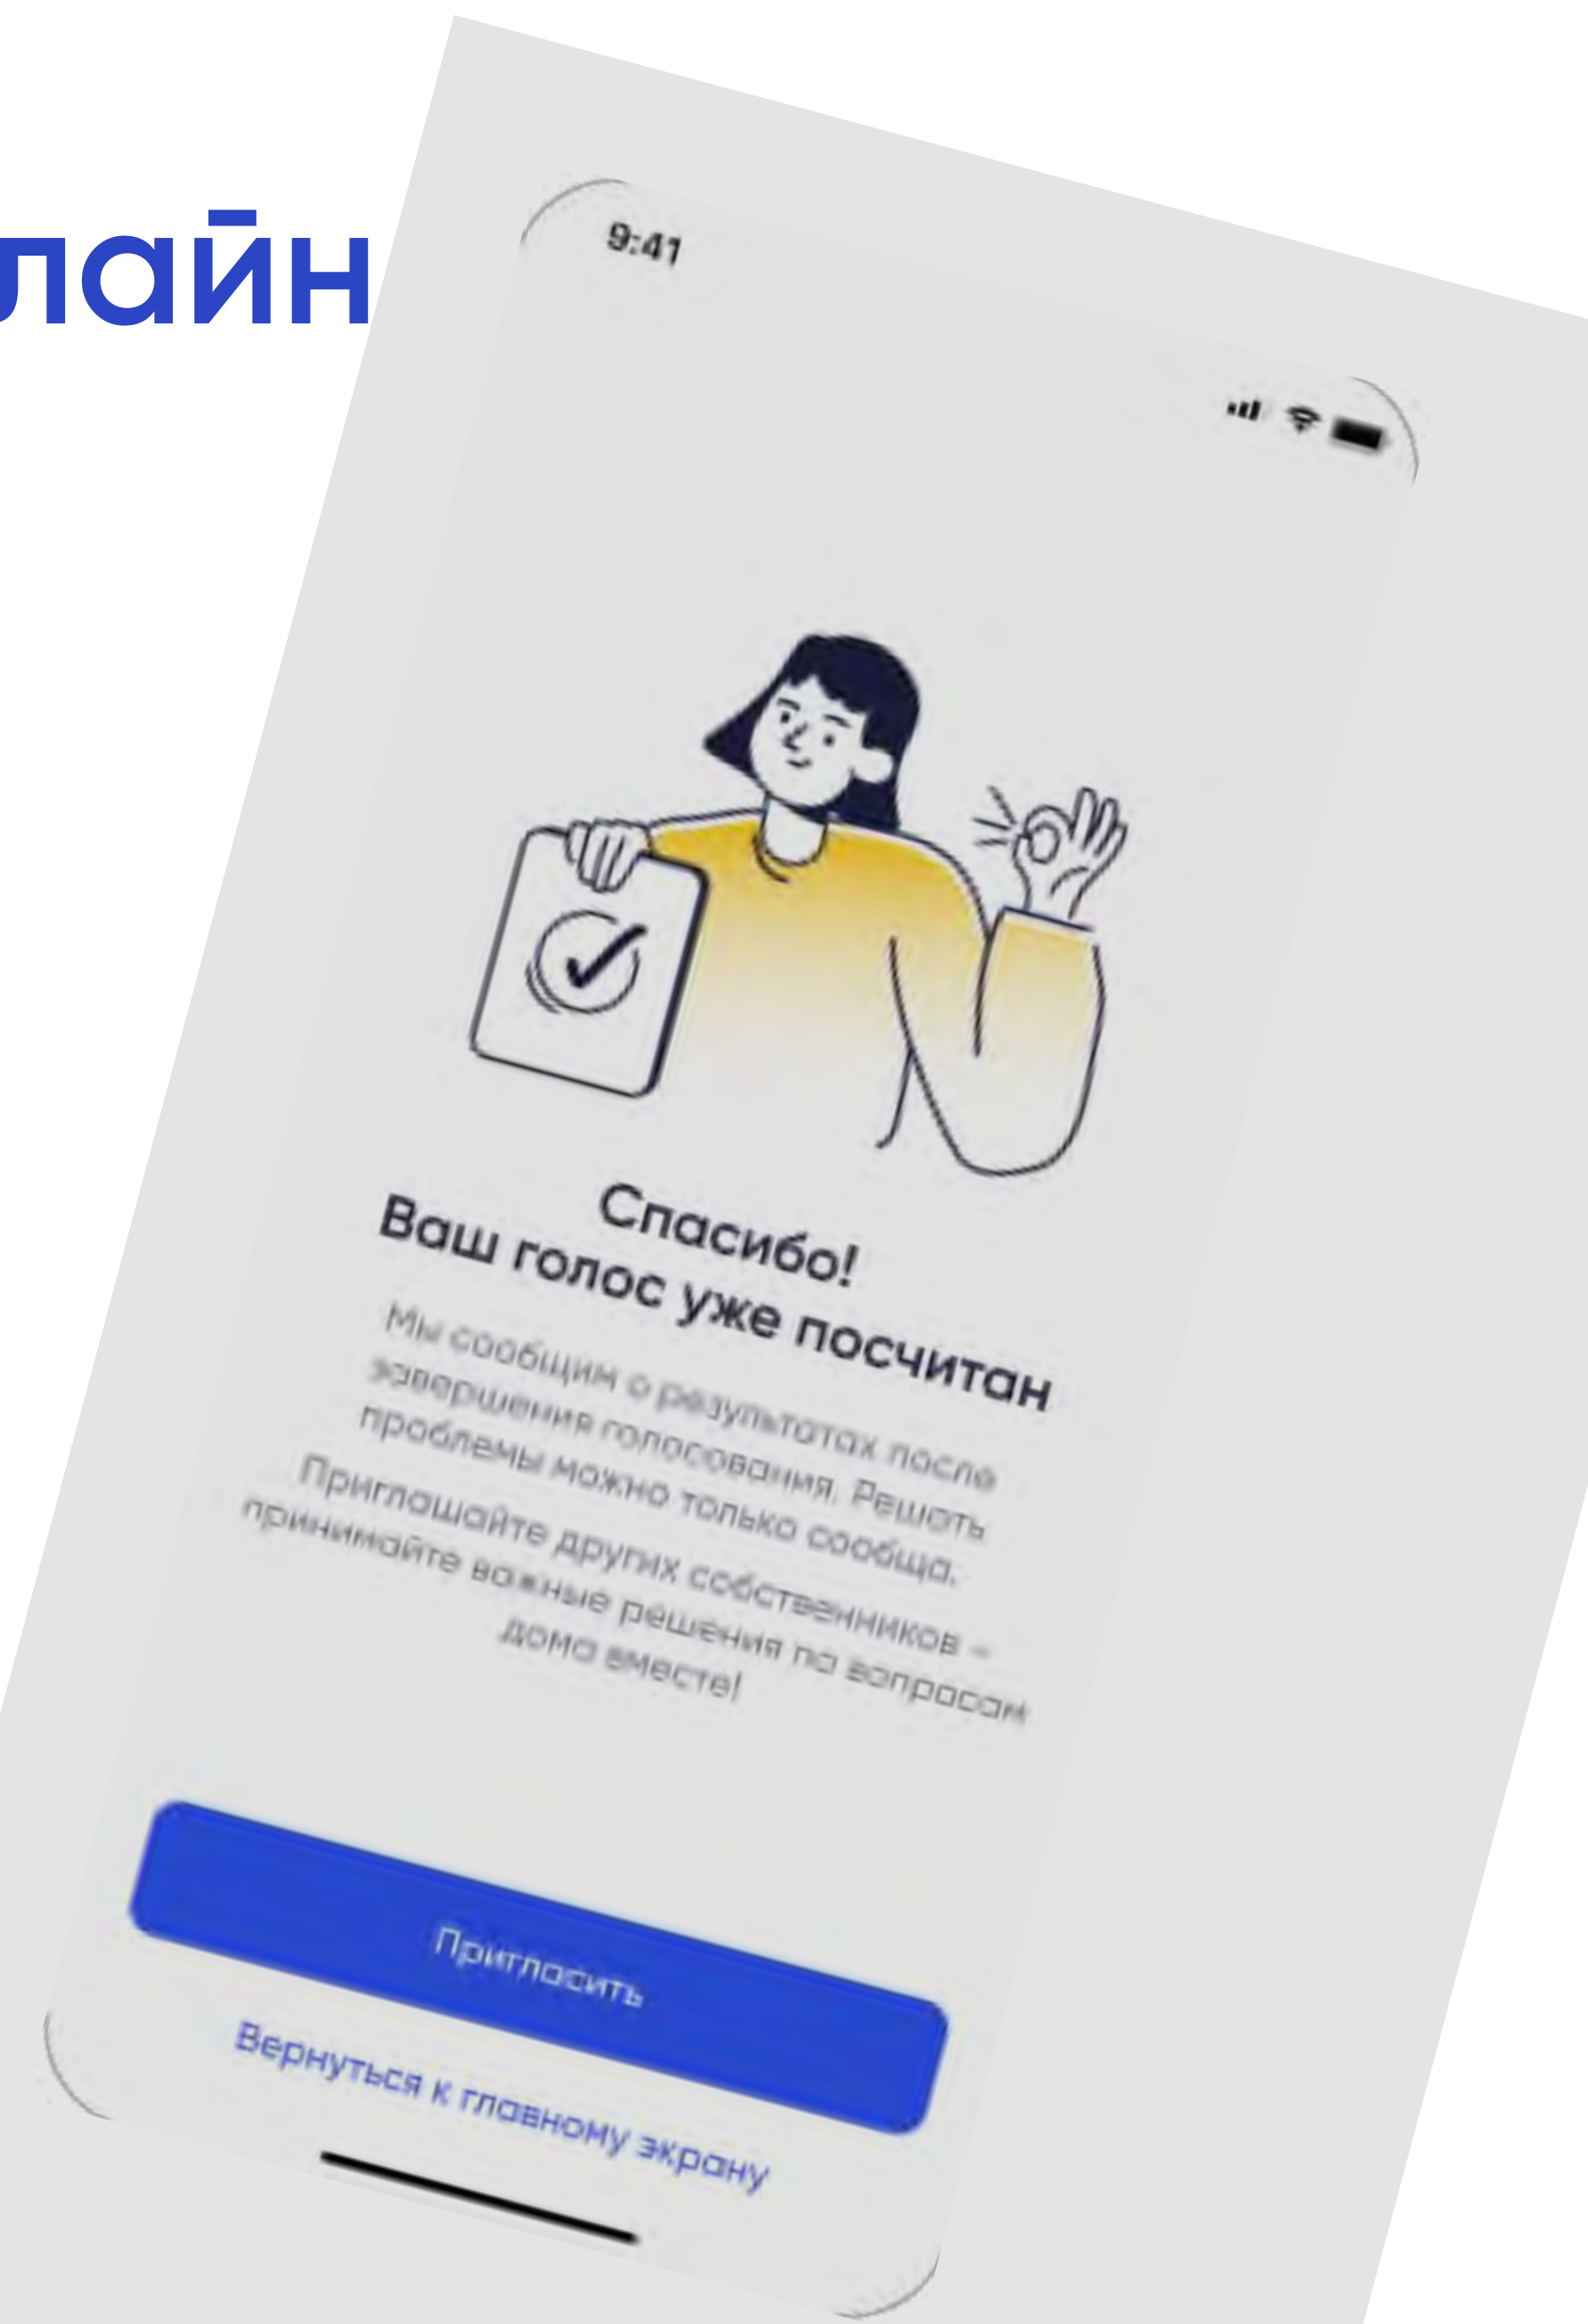 лайн
9:41
Спасибо!
Ваш голос уже посчитан
Мы сообщим о результатах после
завершения голосования. Решать
проблемы можно только сообща.
Приглашайте других собственников –
принимайте важные решения по вопросам
дома вместе!
Пригласить
Вернуться к главному экрану